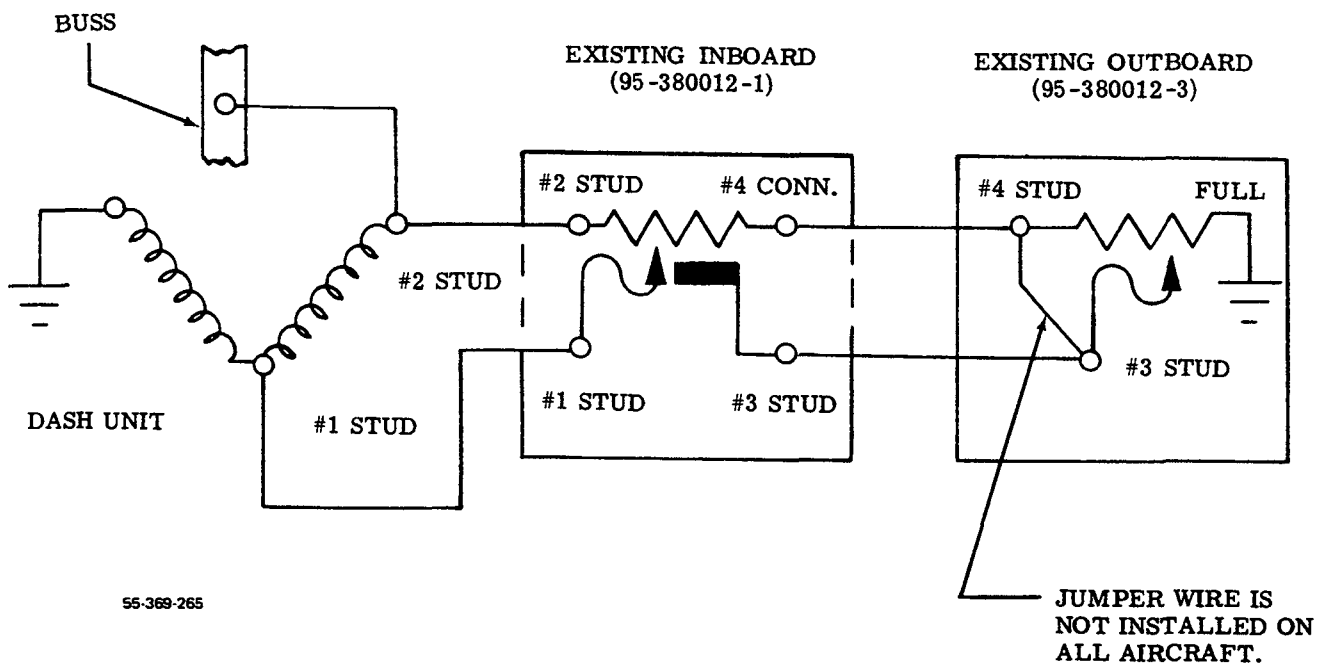 BUSS
EXISTING INBOARD
(95-380012-1)
EXISTING OUTBOARD
(95-380012-3)
#2 STUD
#4 CONN.
#4 STUD
FULL
#2 STUD
#1 STUD
#3 STUD
#3 STUD
DASH UNIT
#1 STUD
55-369-265
JUMPER WIRE IS
NOT INSTALLED ON
ALL AIRCRAFT.